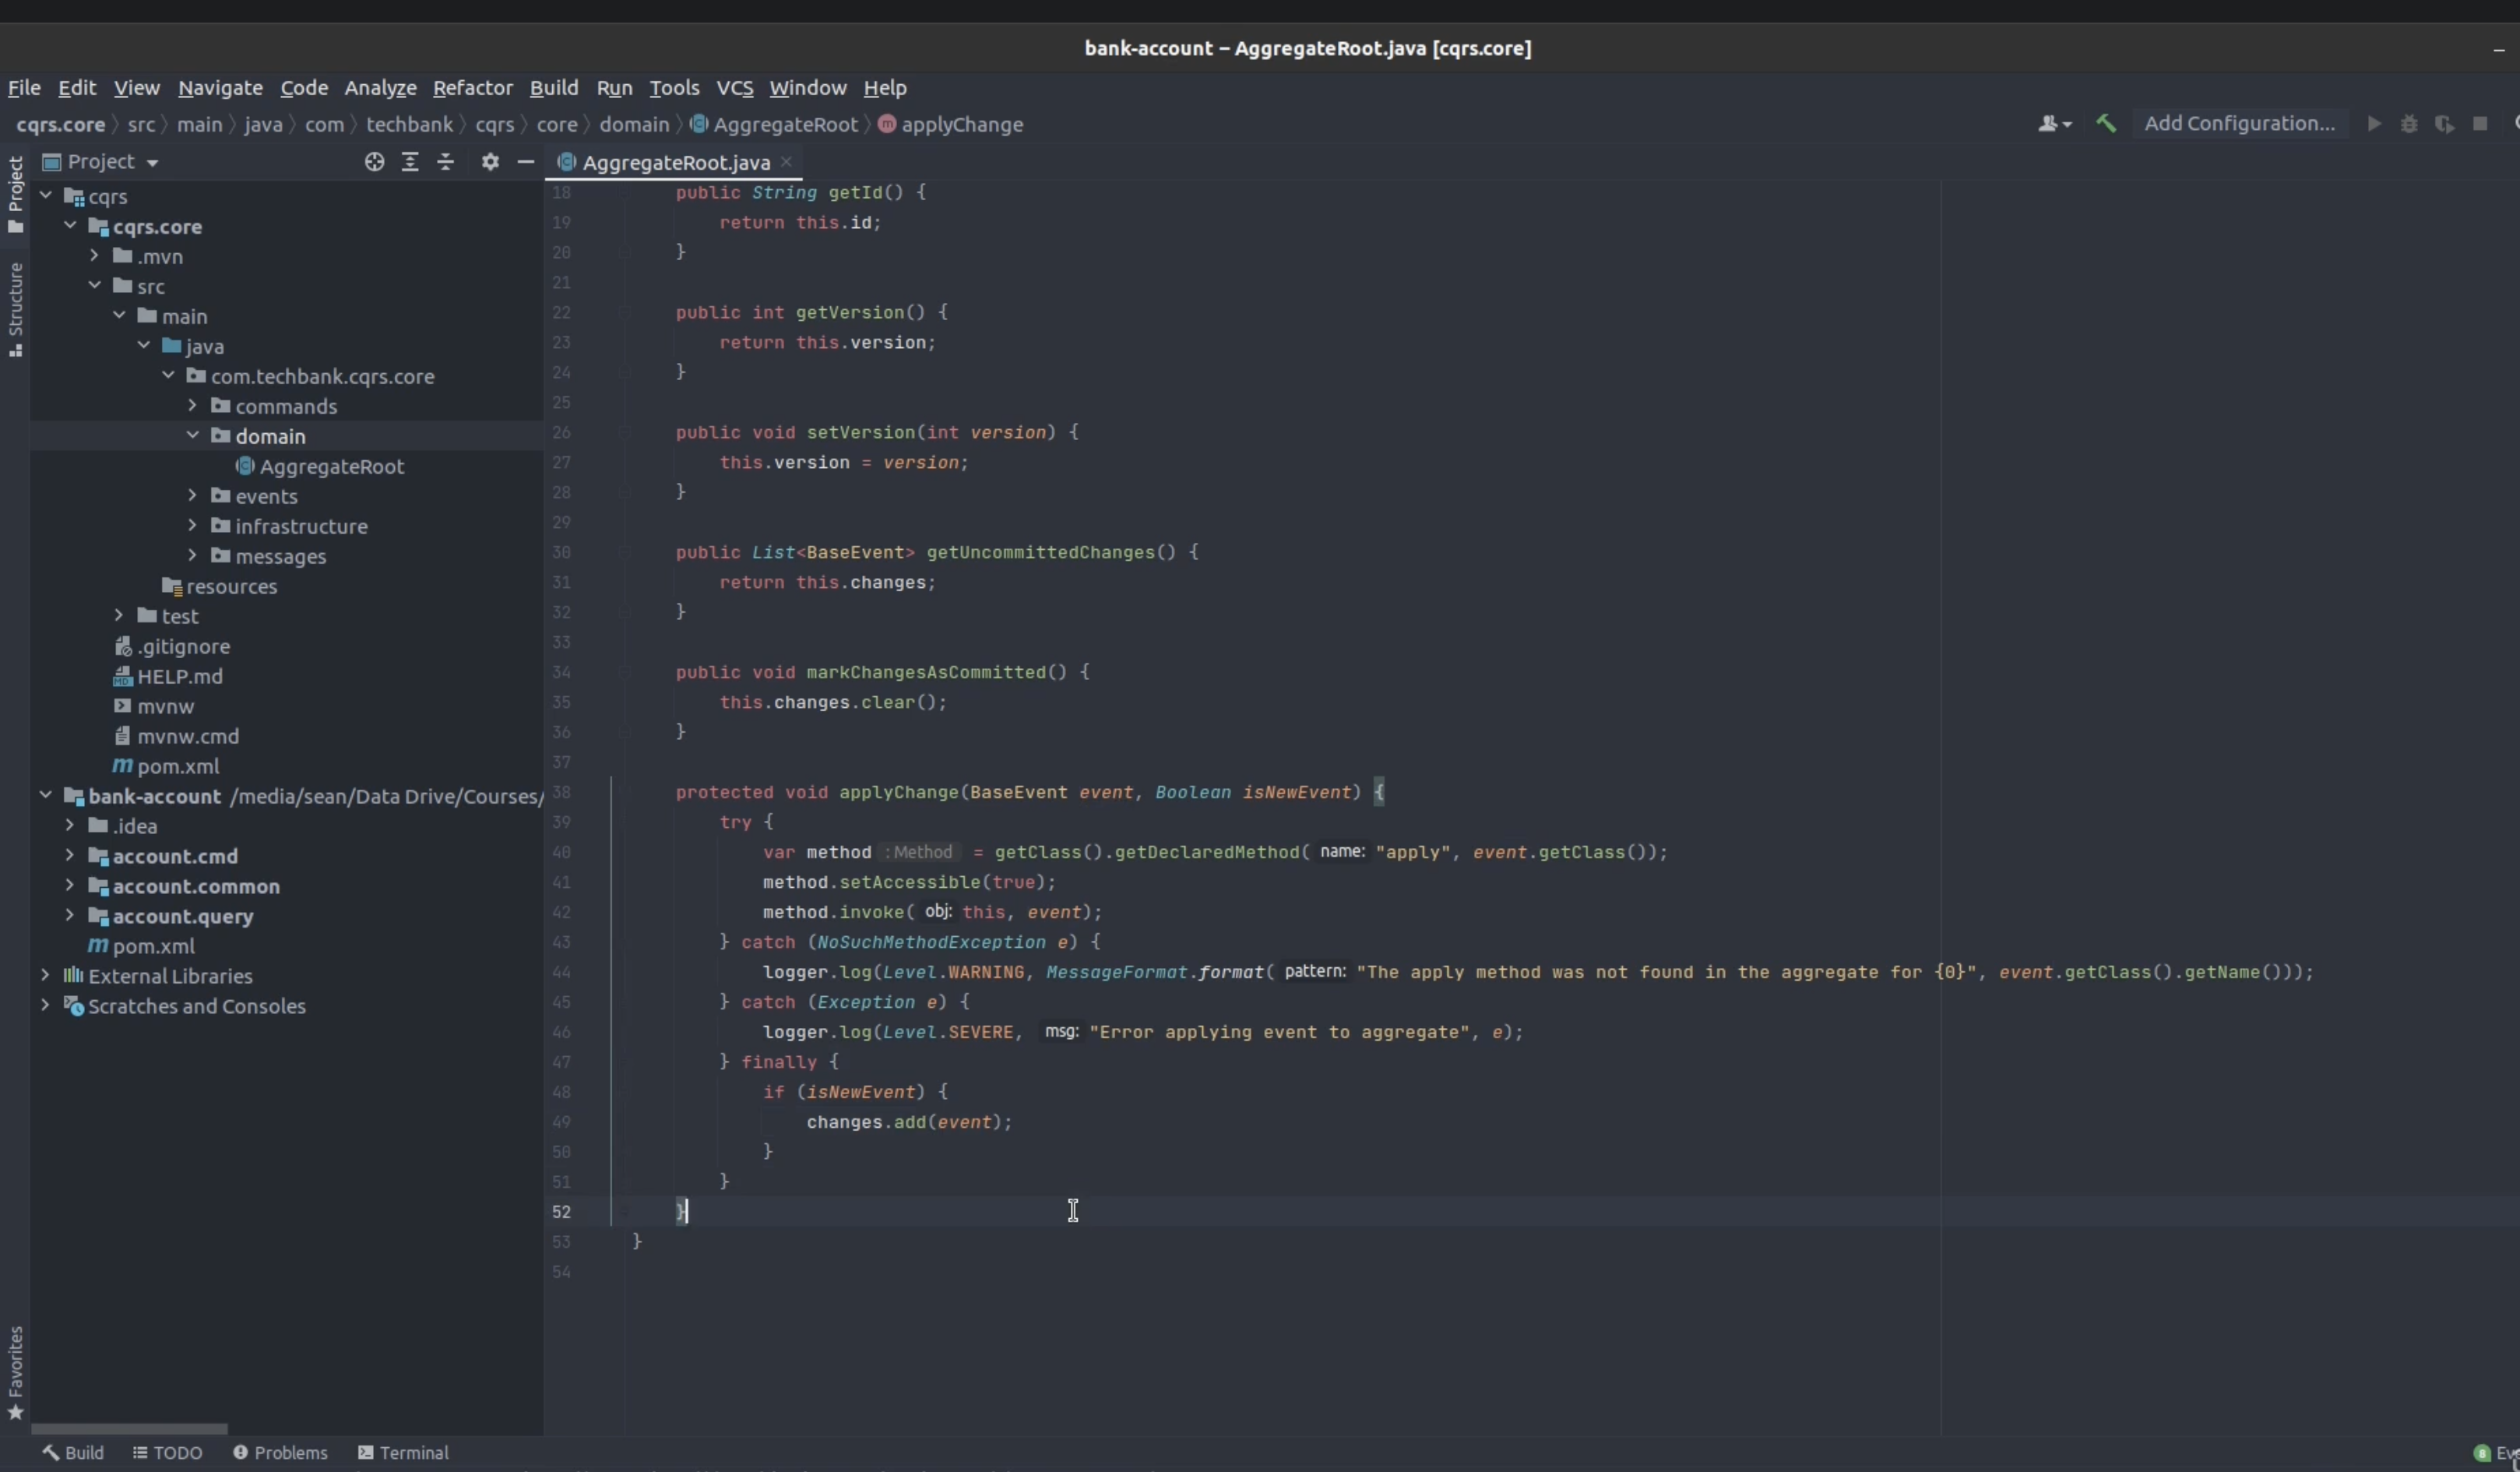 bank-account – AggregateRoot.java [cqrs.core]
File Edit View Navigate Code Analyze Refactor Build Run Tools VCS Window Help
cqrs.core src main java com techbank cqrs core domain AggregateRoot applyChange
Add Configuration...
Project
Structure
Favorites
Project
cqrs
cqrs.core
.mvn
src
main
java
com.techbank.cqrs.core
commands
domain
AggregateRoot
events
infrastructure
messages
resources
test
.gitignore
HELP.md
mvnw
mvnw.cmd
pom.xml
bank-account /media/sean/Data Drive/Courses/
.idea
account.cmd
account.common
account.query
pom.xml
External Libraries
Scratches and Consoles
AggregateRoot.java
18 public String getId() {
19 return this.id;
20 }
21
22 public int getVersion() {
23 return this.version;
24 }
25
26 public void setVersion(int version) {
27 this.version = version;
28 }
29
30 public List<BaseEvent> getUncommittedChanges() {
31 return this.changes;
32 }
33
34 public void markChangesAsCommitted() {
35 this.changes.clear();
36 }
37
38 protected void applyChange(BaseEvent event, Boolean isNewEvent) {
39 try {
40 var method : Method = getClass().getDeclaredMethod( name: "apply", event.getClass());
41 method.setAccessible(true);
42 method.invoke( obj: this, event);
43 } catch (NoSuchMethodException e) {
44 logger.log(Level.WARNING, MessageFormat.format( pattern: "The apply method was not found in the aggregate for {0}", event.getClass().getName()));
45 } catch (Exception e) {
46 logger.log(Level.SEVERE, msg: "Error applying event to aggregate", e);
47 } finally {
48 if (isNewEvent) {
49 changes.add(event);
50 }
51 }
52 }
53 }
54
Build TODO Problems Terminal